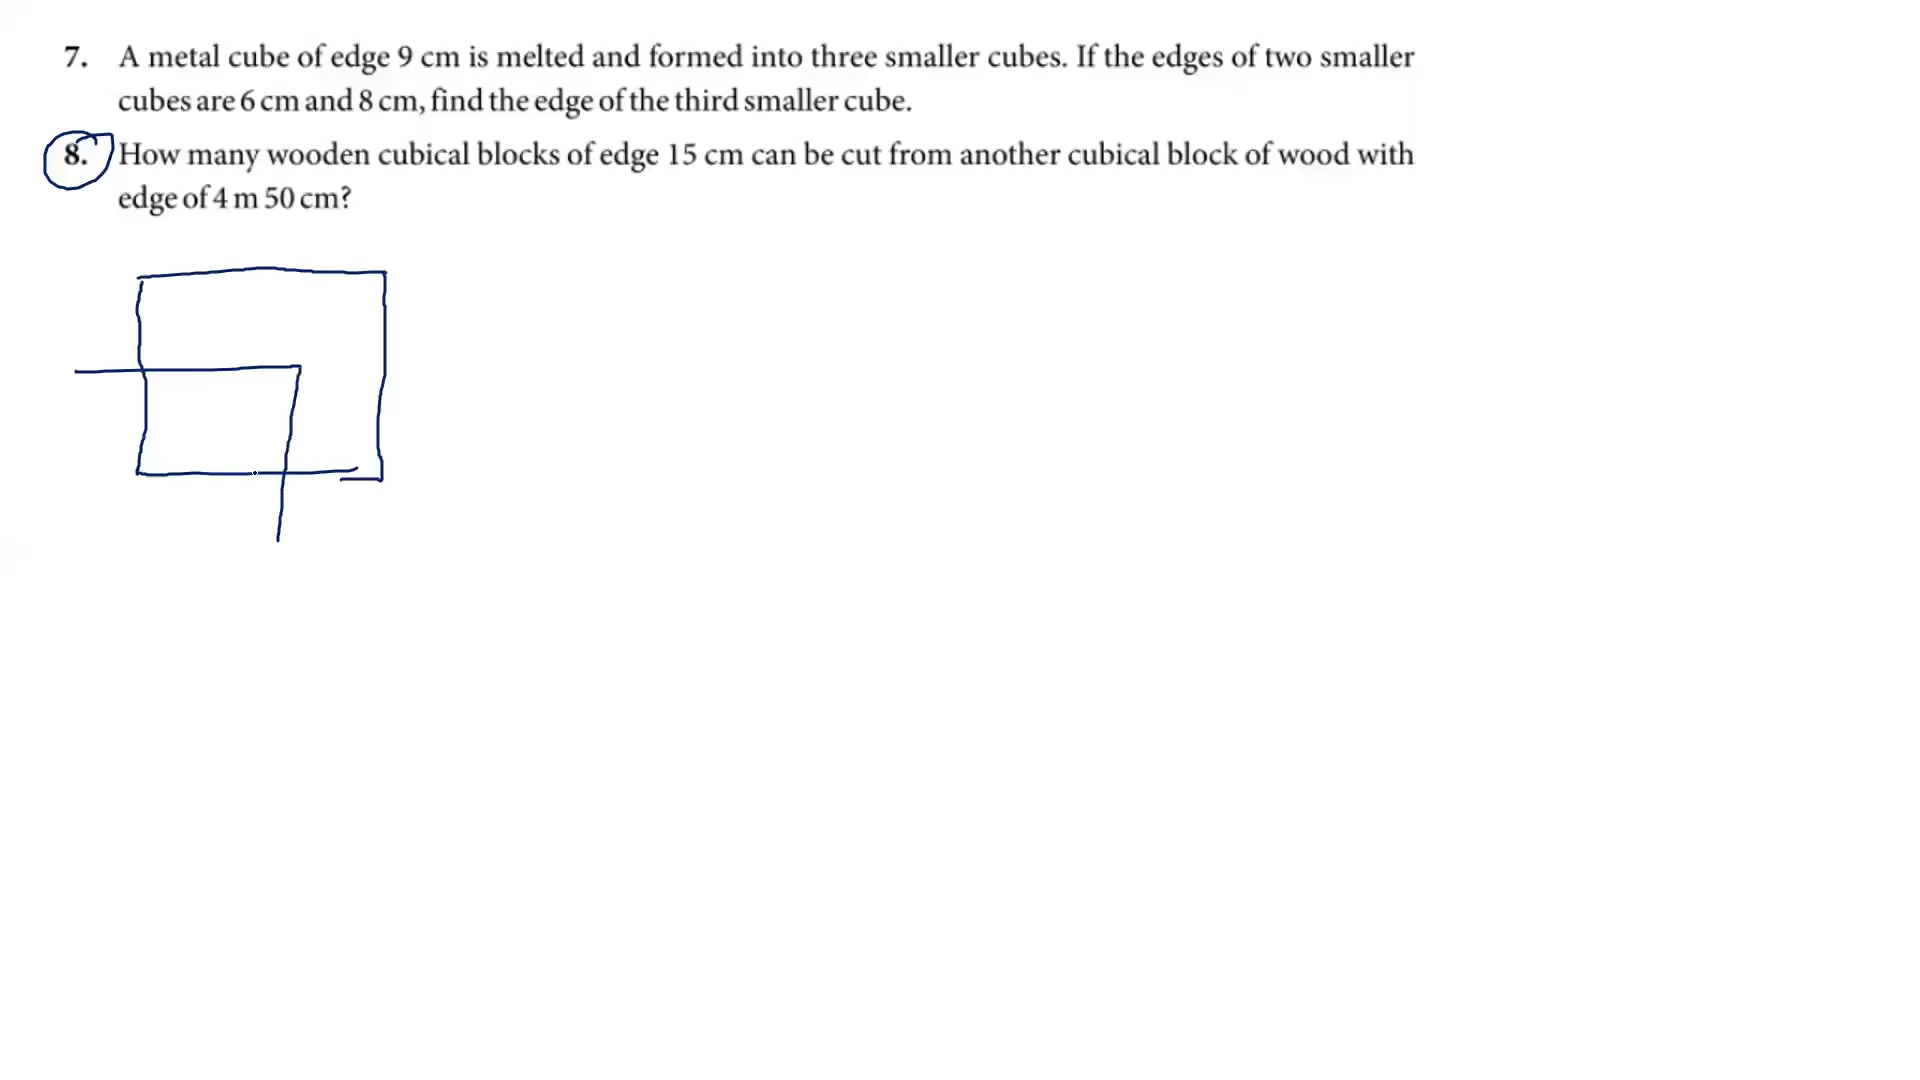 7. A metal cube of edge 9 cm is melted and formed into three smaller cubes. If the edges of two smaller
cubes are 6 cm and 8 cm, find the edge of the third smaller cube.
8. How many wooden cubical blocks of edge 15 cm can be cut from another cubical block of wood with
edge of 4 m 50 cm?